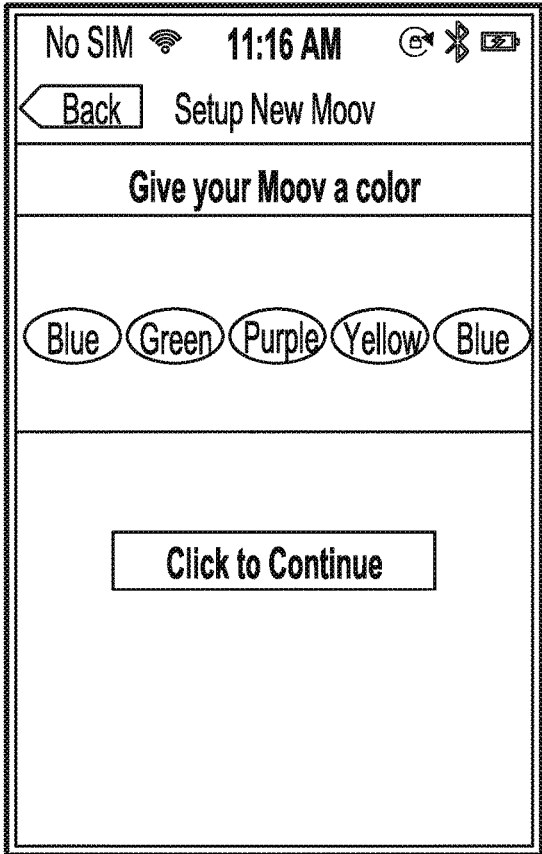 No SIM 11:16 AM
Back Setup New Moov
Give your Moov a color
Blue Green Purple Yellow Blue
Click to Continue